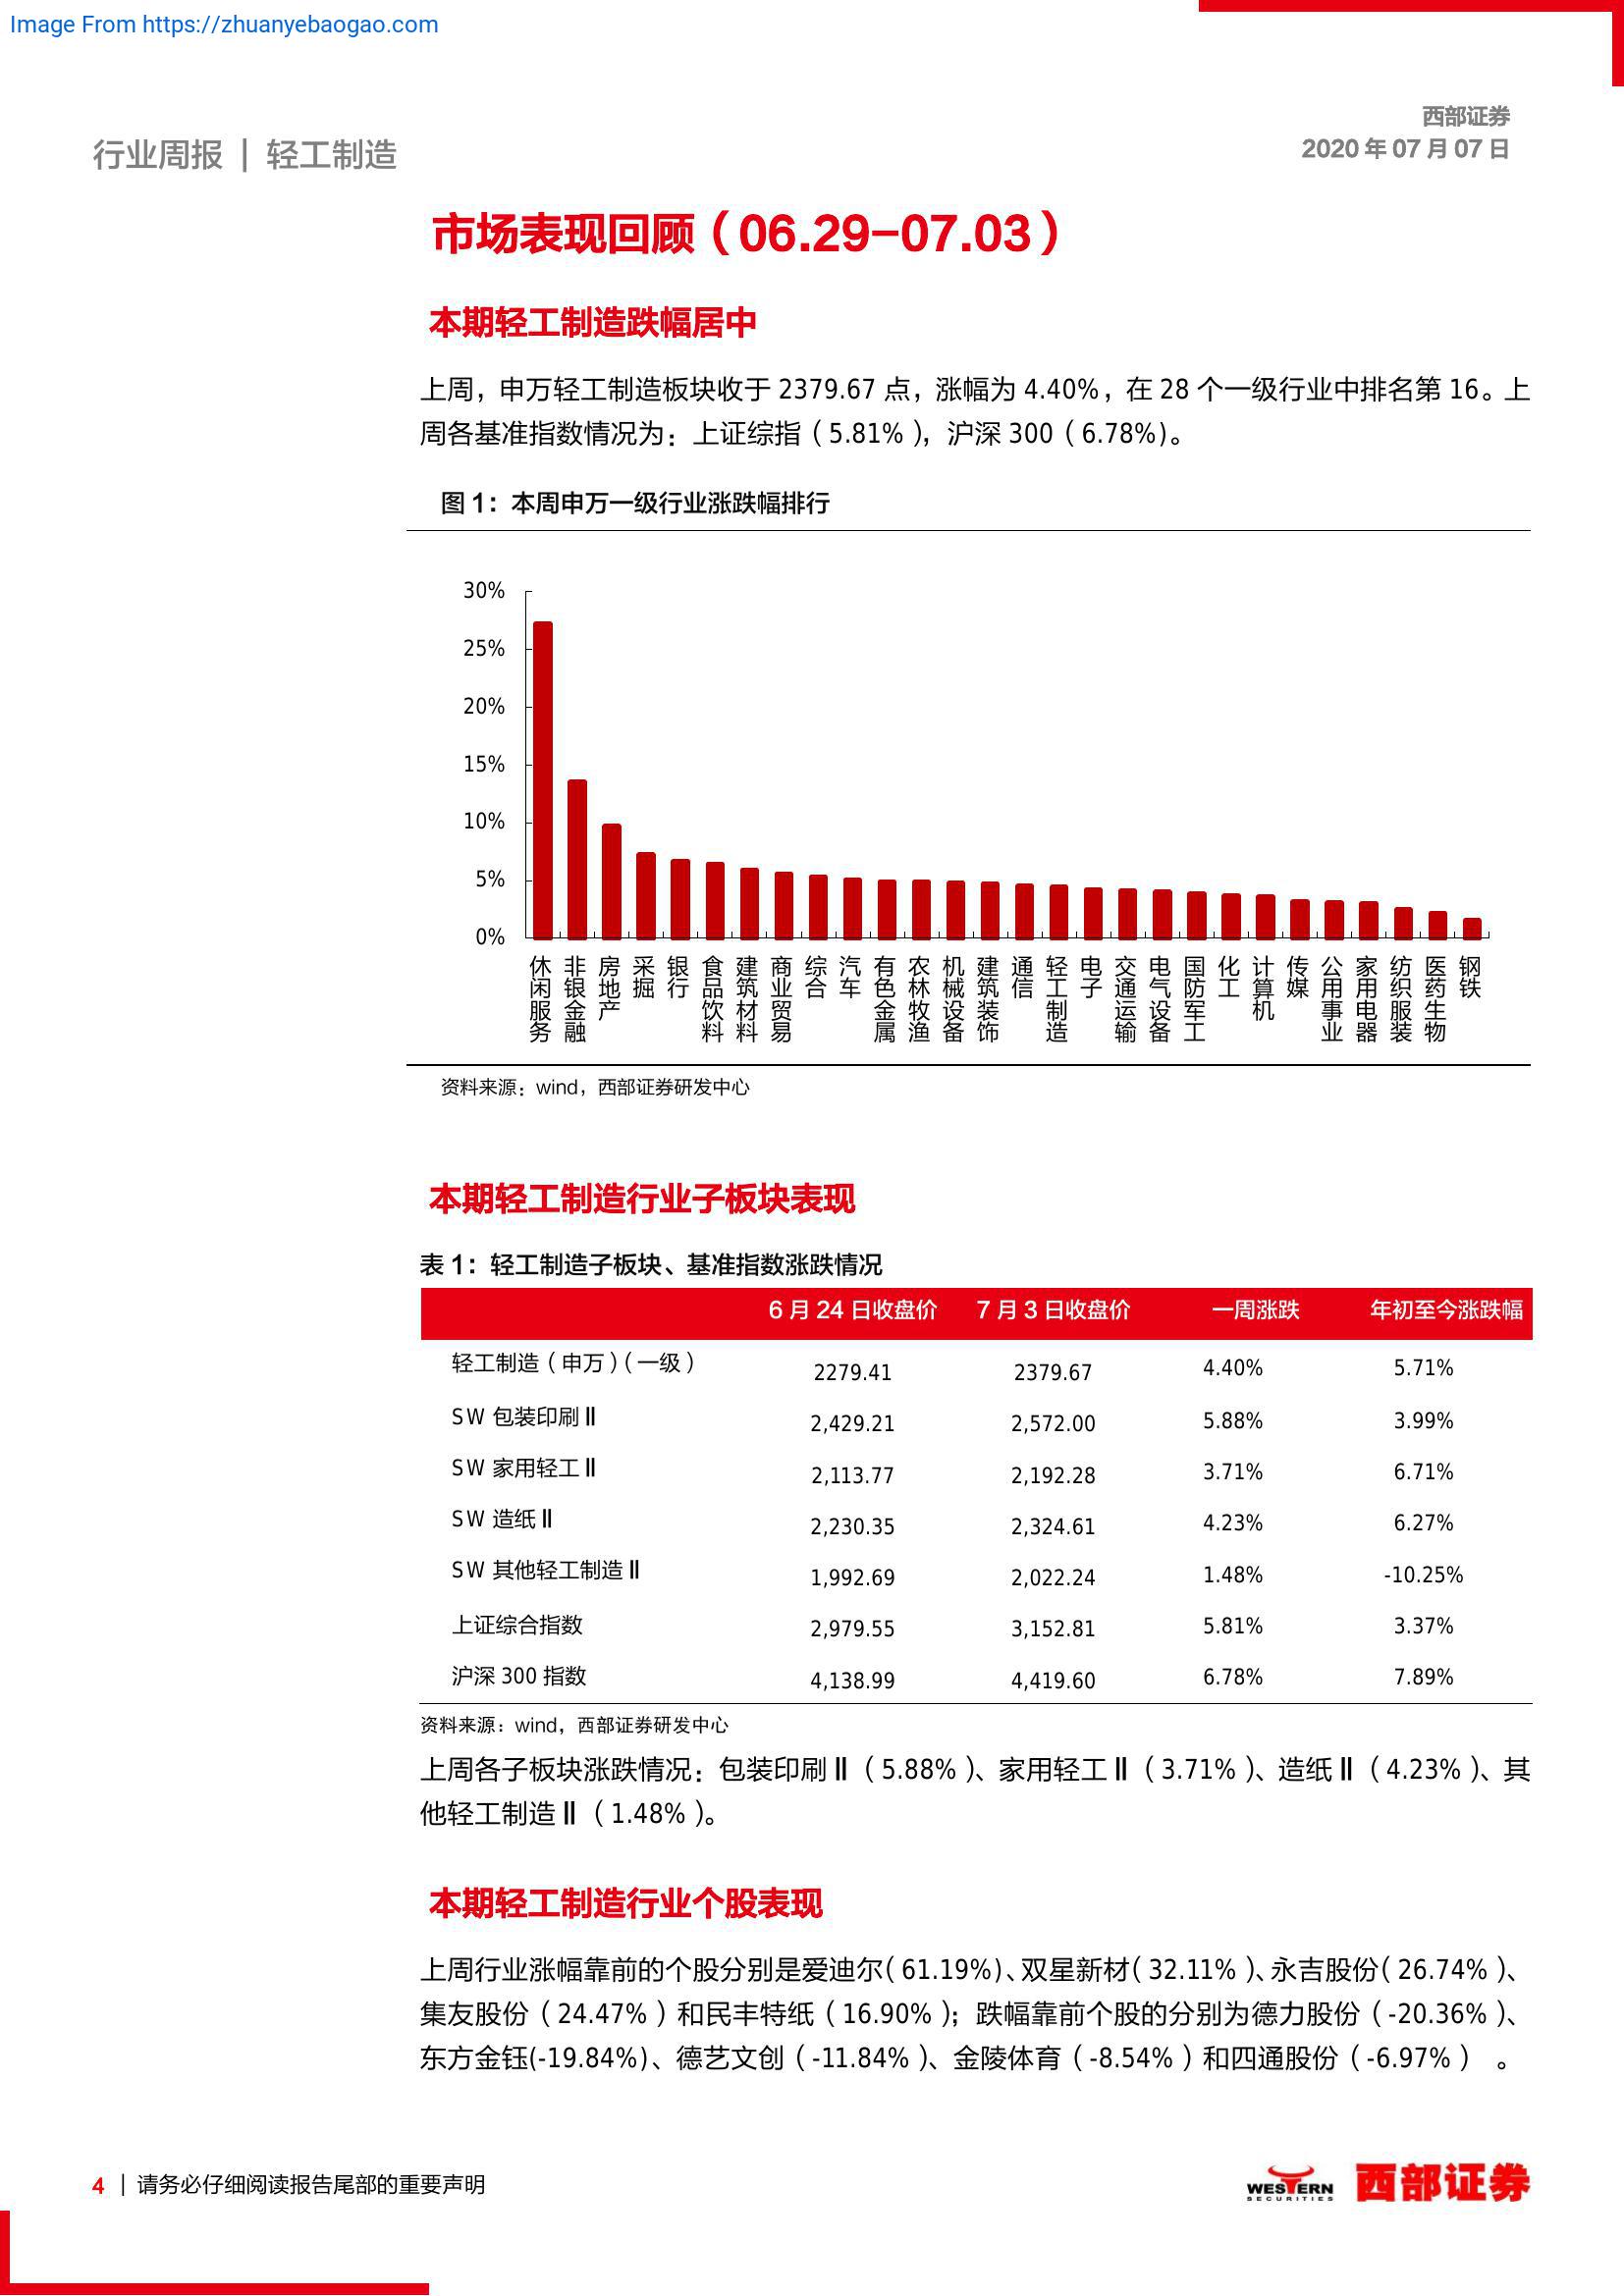 Image From https://zhuanyebaogao.com
西部证券
行业周报 | 轻工制造
2020 年 07 月 07 日
市场表现回顾（06.29-07.03）
本期轻工制造跌幅居中
上周，申万轻工制造板块收于 2379.67 点，涨幅为 4.40%，在 28 个一级行业中排名第 16。上
周各基准指数情况为：上证综指（5.81%），沪深 300（6.78%)。
图 1：本周申万一级行业涨跌幅排行
30%
25%
20%
15%
10%
5%
0%
休闲服务
非银金融
房地产
采掘
银行
食品饮料
建筑材料
商业贸易
综合
汽车
有色金属
农林牧渔
机械设备
建筑装饰
通信
轻工制造
电子
交通运输
电气设备
国防军工
化工
计算机
传媒
公用事业
家用电器
纺织服装
医药生物
钢铁
资料来源：wind，西部证券研发中心
本期轻工制造行业子板块表现
表 1：轻工制造子板块、基准指数涨跌情况
6 月 24 日收盘价 7 月 3 日收盘价 一周涨跌 年初至今涨跌幅
轻工制造（申万）（一级） 2279.41 2379.67 4.40% 5.71%
SW 包装印刷Ⅱ 2,429.21 2,572.00 5.88% 3.99%
SW 家用轻工Ⅱ 2,113.77 2,192.28 3.71% 6.71%
SW 造纸Ⅱ 2,230.35 2,324.61 4.23% 6.27%
SW 其他轻工制造Ⅱ 1,992.69 2,022.24 1.48% -10.25%
上证综合指数 2,979.55 3,152.81 5.81% 3.37%
沪深 300 指数 4,138.99 4,419.60 6.78% 7.89%
资料来源：wind，西部证券研发中心
上周各子板块涨跌情况：包装印刷Ⅱ（5.88%）、家用轻工Ⅱ（3.71%）、造纸Ⅱ（4.23%）、其
他轻工制造Ⅱ（1.48%）。
本期轻工制造行业个股表现
上周行业涨幅靠前的个股分别是爱迪尔（61.19%)、双星新材（32.11%）、永吉股份（26.74%）、
集友股份（24.47%）和民丰特纸（16.90%）；跌幅靠前个股的分别为德力股份（-20.36%）、
东方金钰(-19.84%)、德艺文创（-11.84%）、金陵体育（-8.54%）和四通股份（-6.97%） 。
4 | 请务必仔细阅读报告尾部的重要声明
WESTERN
SECURITIES
西部证券